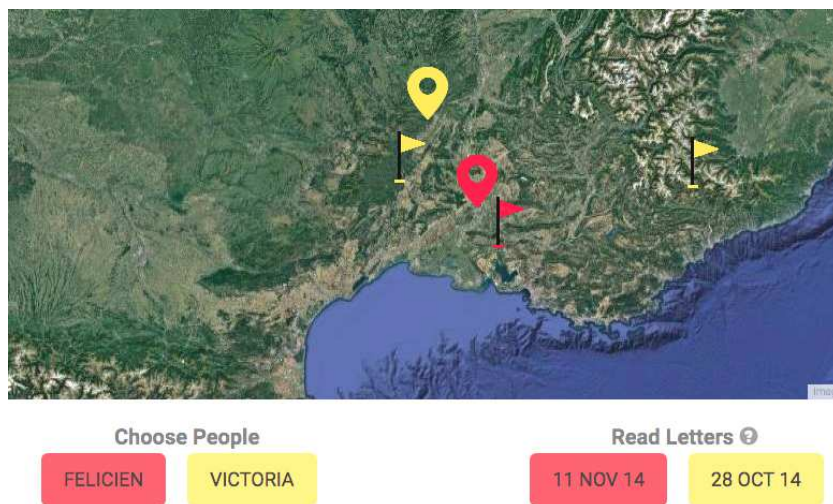 Choose People
Read Letters
FELICIEN
VICTORIA
11 NOV 14
28 OCT 14